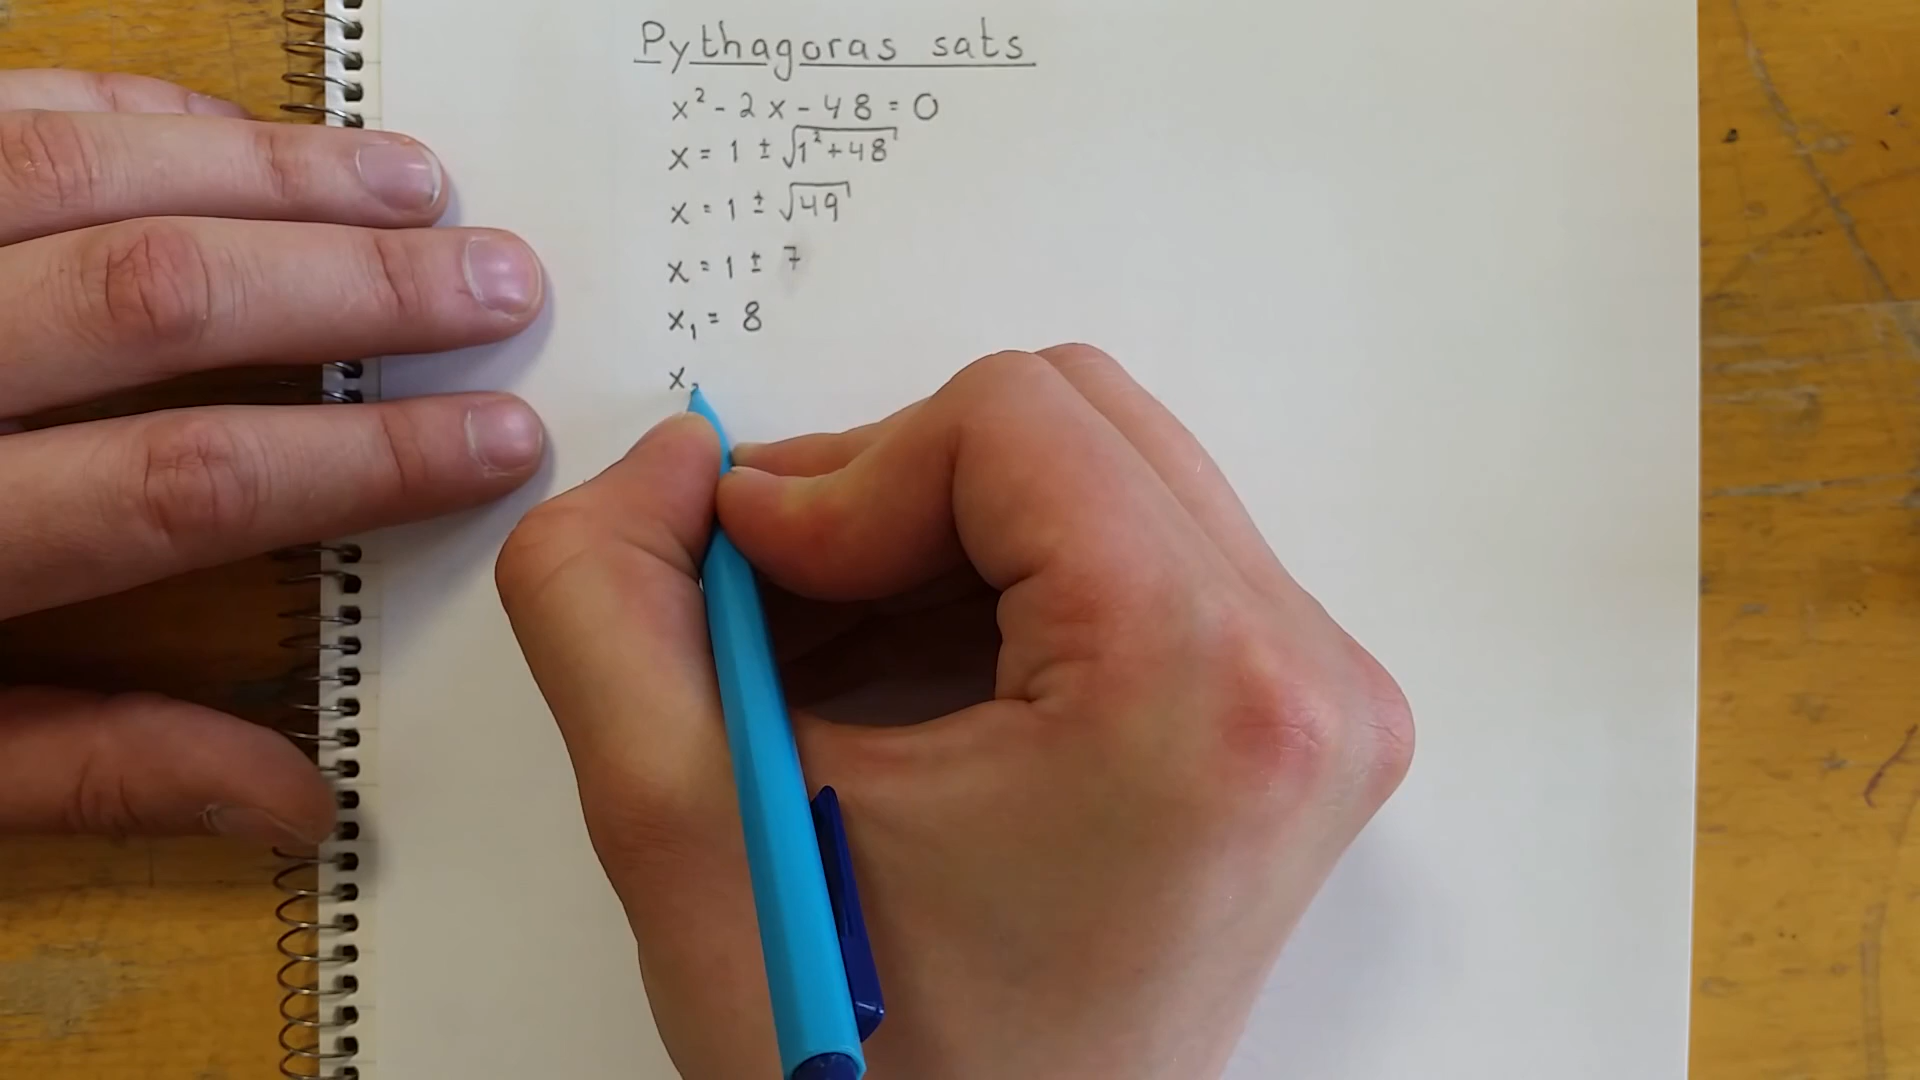 Pythagoras sats
x² - 2x - 48 = 0
x = 1 ± √1²+48
x = 1 ± √49
x = 1 ± 7
x₁ = 8
x₂